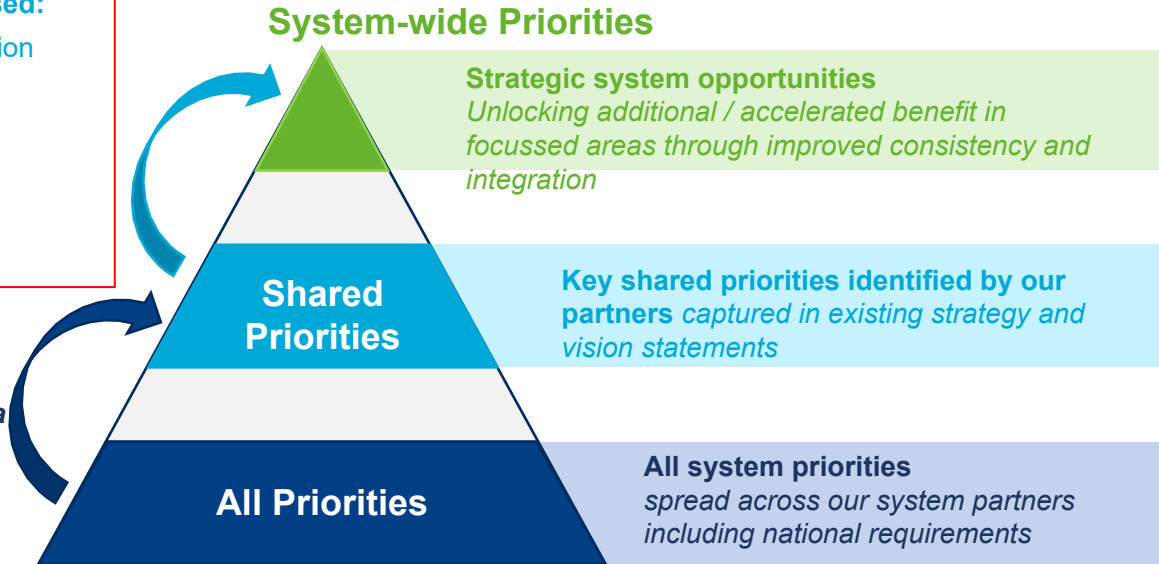 sed:
ion
System-wide Priorities
Strategic system opportunities
Unlocking additional / accelerated benefit in
focussed areas through improved consistency and
integration
Shared
Priorities
Key shared priorities identified by our
partners captured in existing strategy and
vision statements
a
All Priorities
All system priorities
spread across our system partners
including national requirements